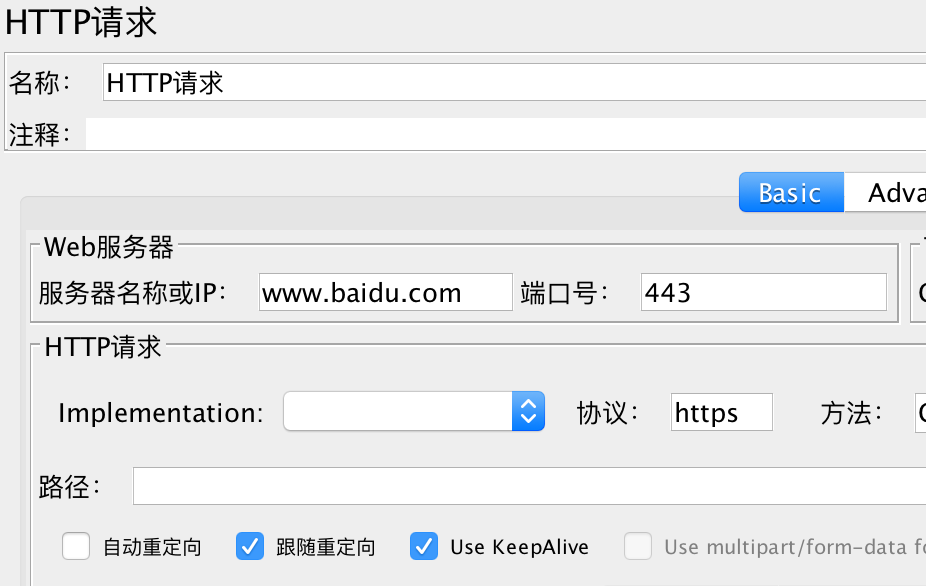 HTTP请求
名称： HTTP请求
注释：
Basic
Web服务器
服务器名称或IP： www.baidu.com 端口号： 443
HTTP请求
Implementation: 协议： https 方法：
路径：
自动重定向 跟随重定向 Use KeepAlive Use multipart/form-data